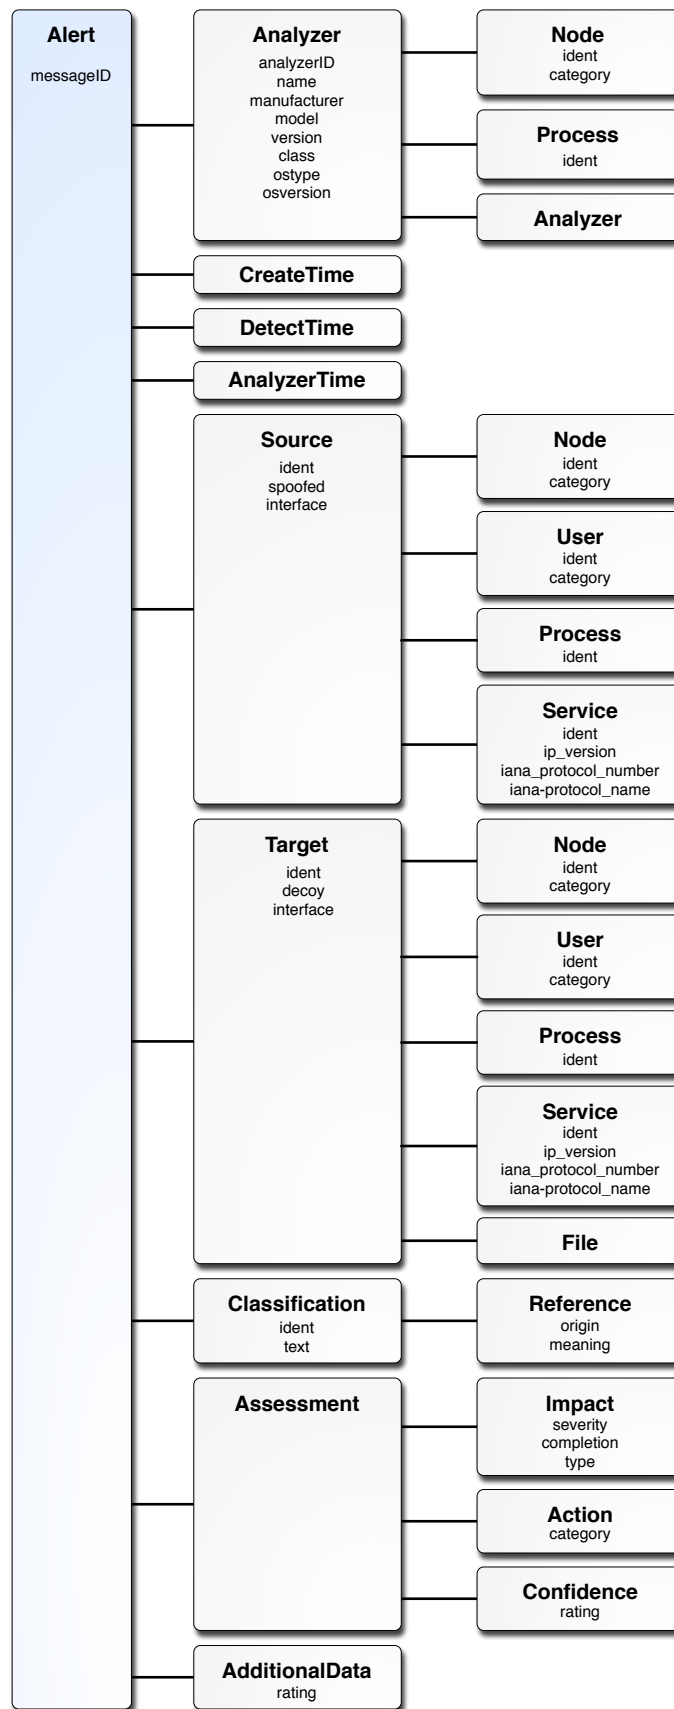 Alert
messageID
Analyzer
analyzerID
name
manufacturer
model
version
class
ostype
osversion
Node
ident
category
Process
ident
Analyzer
CreateTime
DetectTime
AnalyzerTime
Source
ident
spoofed
interface
Node
ident
category
User
ident
category
Process
ident
Service
ident
ip_version
iana_protocol_number
iana-protocol_name
Target
ident
decoy
interface
Node
ident
category
User
ident
category
Process
ident
Service
ident
ip_version
iana_protocol_number
iana-protocol_name
File
Classification
ident
text
Reference
origin
meaning
Assessment
Impact
severity
completion
type
Action
category
Confidence
rating
AdditionalData
rating